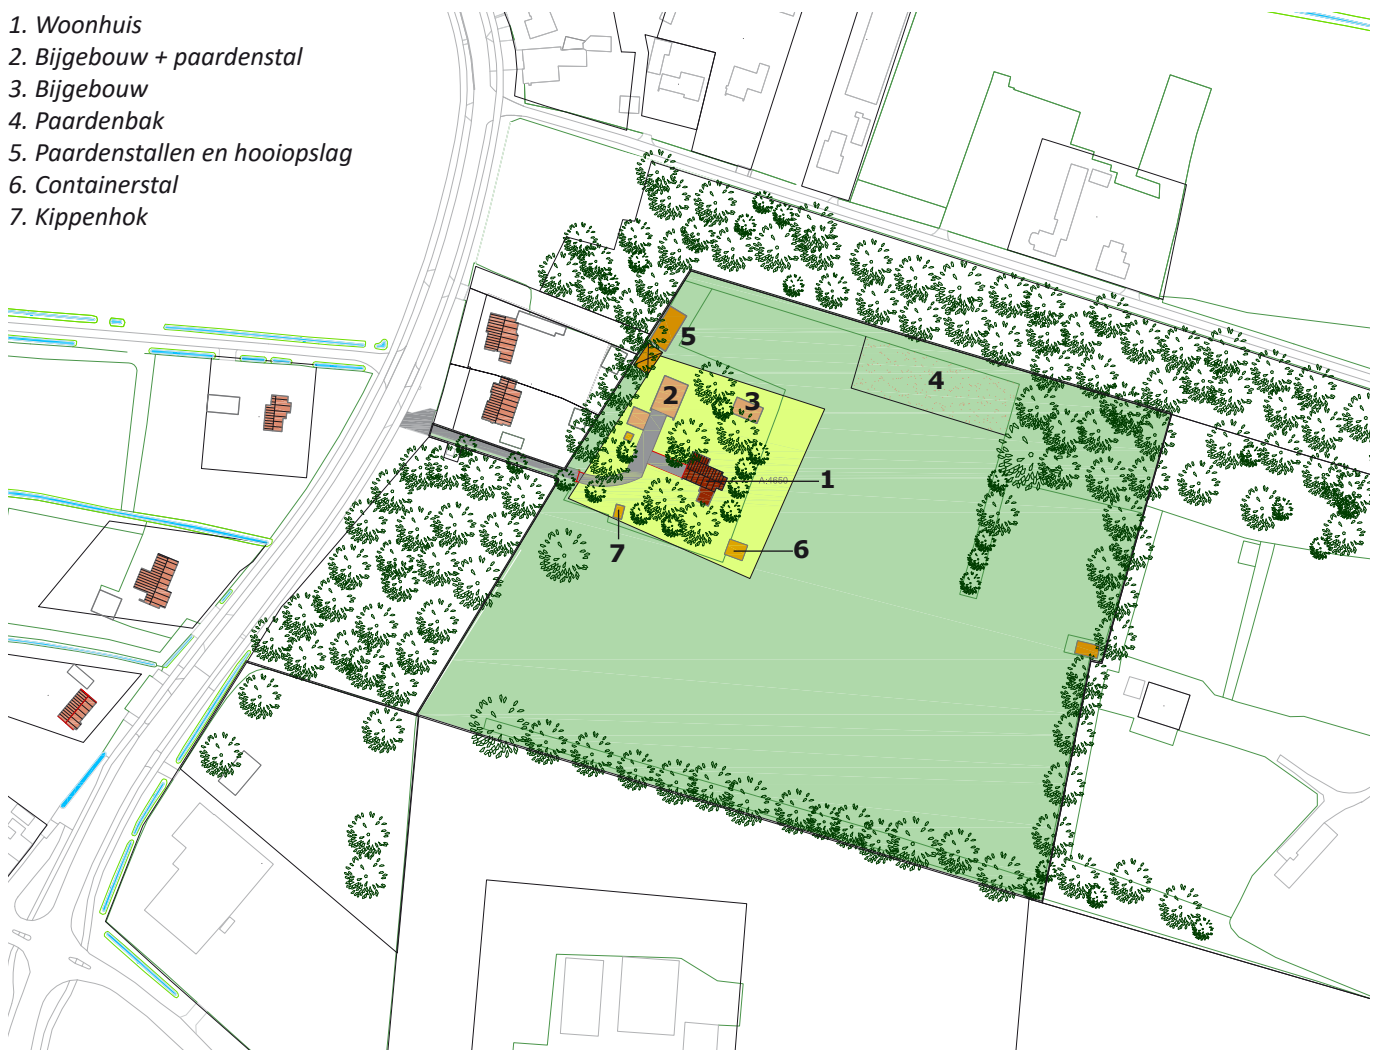 1. Woonhuis
2. Bijgebouw + paardenstal
3. Bijgebouw
4. Paardenbak
5. Paardenstallen en hooiopslag
6. Containerstal
7. Kippenhok
5
4
2
3
1
A:4650
6
7